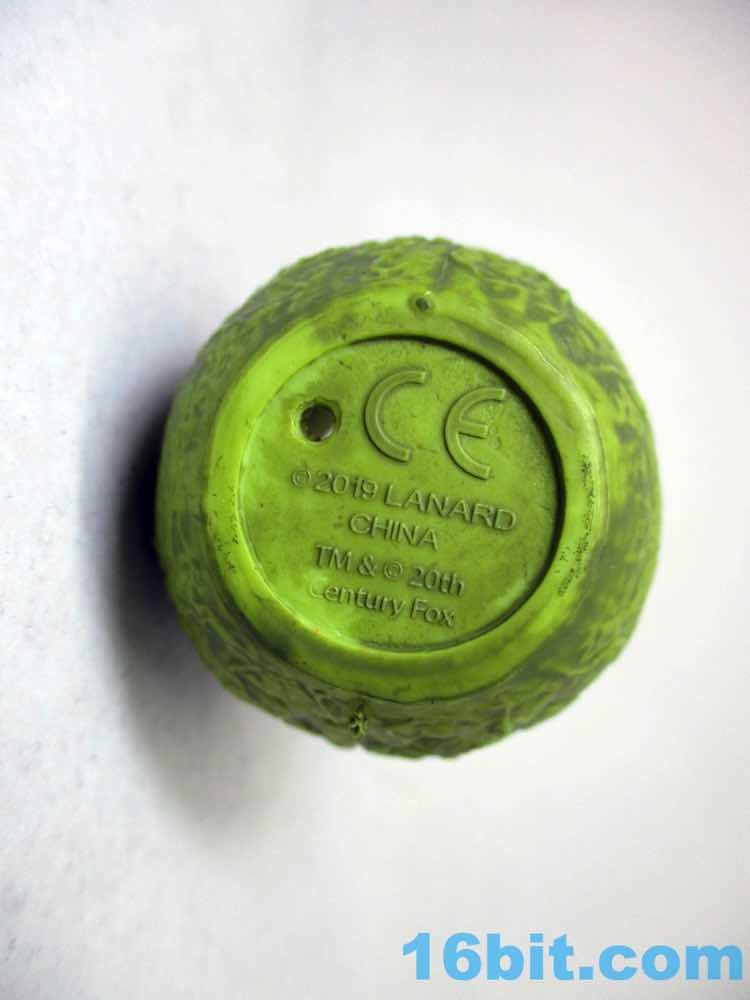 CE
© 2019 LANARD
CHINA
TM & © 20th
Century Fox
16bit.com